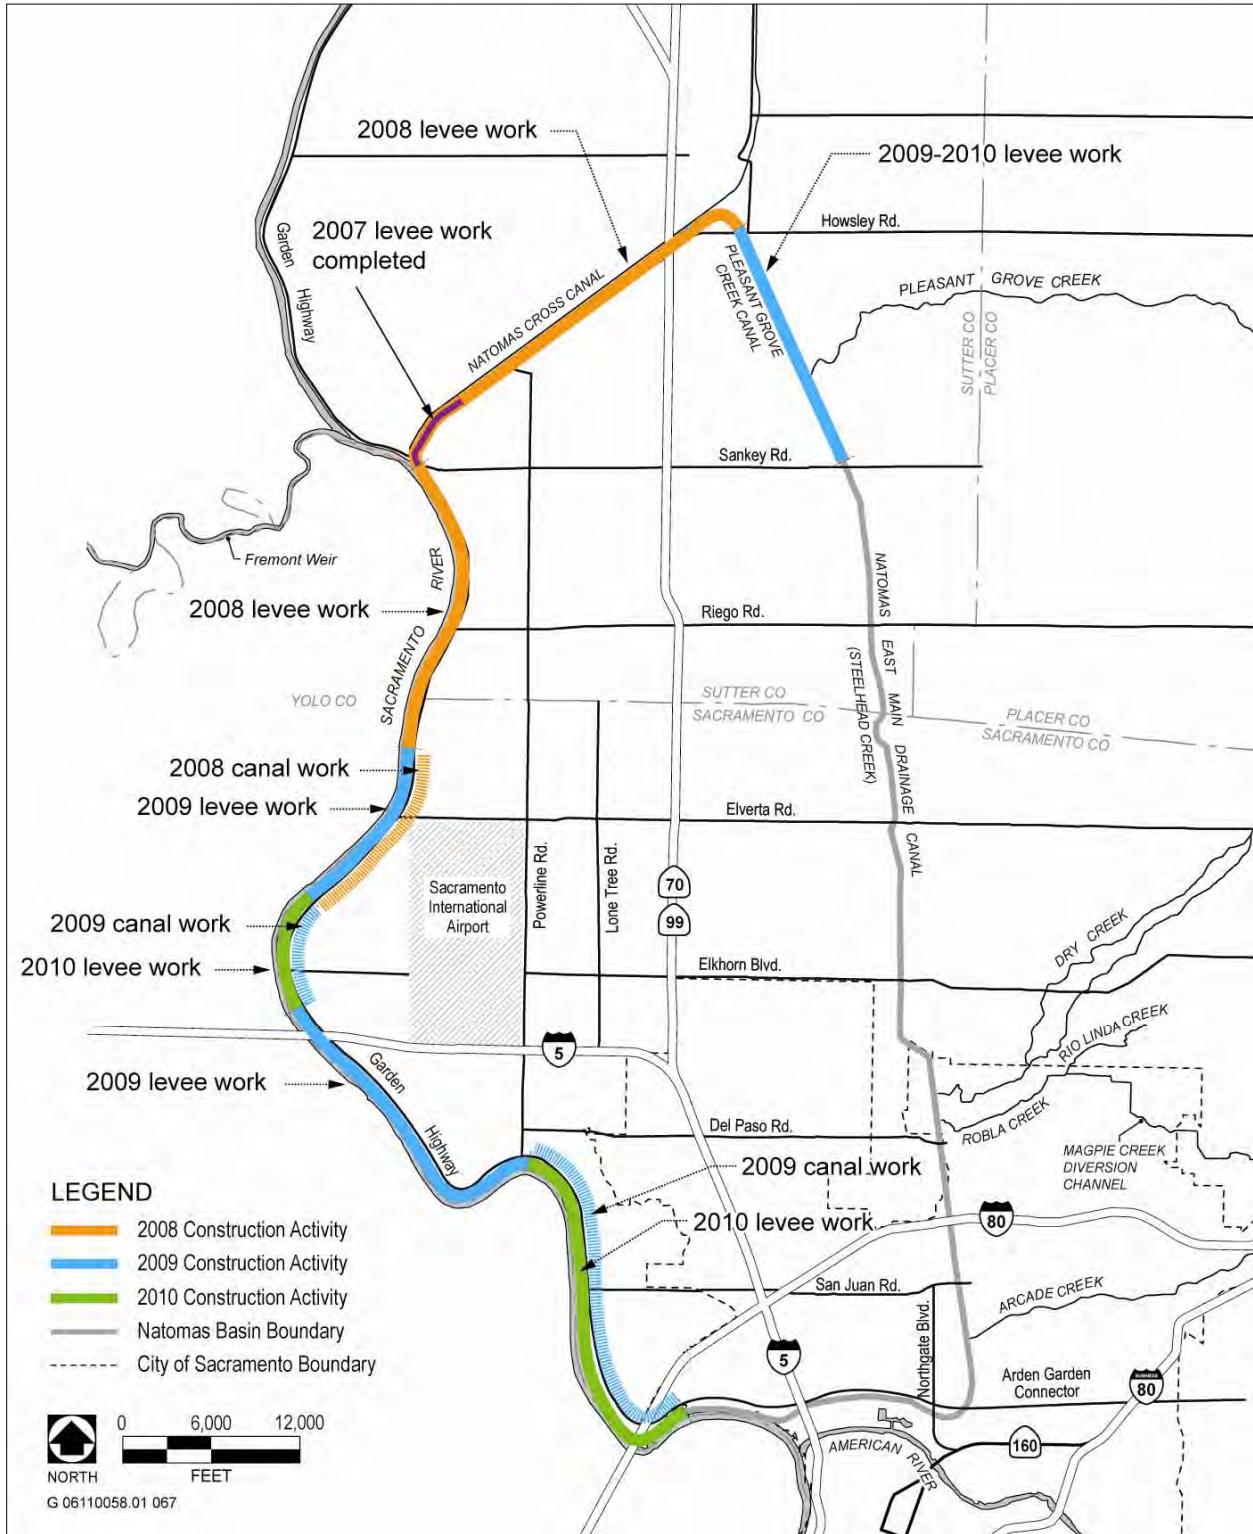 2008 levee work
2009-2010 levee work
2007 levee work
completed
Howsley Rd.
Garden
Highway
NATOMAS CROSS CANAL
PLEASANT GROVE
CREEK CANAL
PLEASANT GROVE CREEK
SUTTER CO
PLACER CO
Sankey Rd.
Fremont Weir
RIVER
SACRAMENTO
2008 levee work
Riego Rd.
NATOMAS EAST MAIN DRAINAGE CANAL
(STEELHEAD CREEK)
YOLO CO
SUTTER CO
SACRAMENTO CO
PLACER CO
SACRAMENTO CO
2008 canal work
2009 levee work
Elverta Rd.
Powerline Rd.
Lone Tree Rd.
Sacramento
International
Airport
70
99
2009 canal work
2010 levee work
Elkhorn Blvd.
DRY CREEK
RIO LINDA CREEK
5
2009 levee work
Garden
Highway
Del Paso Rd.
ROBLA CREEK
MAGPIE CREEK
DIVERSION
CHANNEL
2009 canal work
2010 levee work
80
San Juan Rd.
ARCADE CREEK
Northgate Blvd.
5
Arden Garden
Connector
BUSINESS
80
AMERICAN
RIVER
160
LEGEND
2008 Construction Activity
2009 Construction Activity
2010 Construction Activity
Natomas Basin Boundary
City of Sacramento Boundary
0 6,000 12,000
FEET
NORTH
G 06110058.01 067